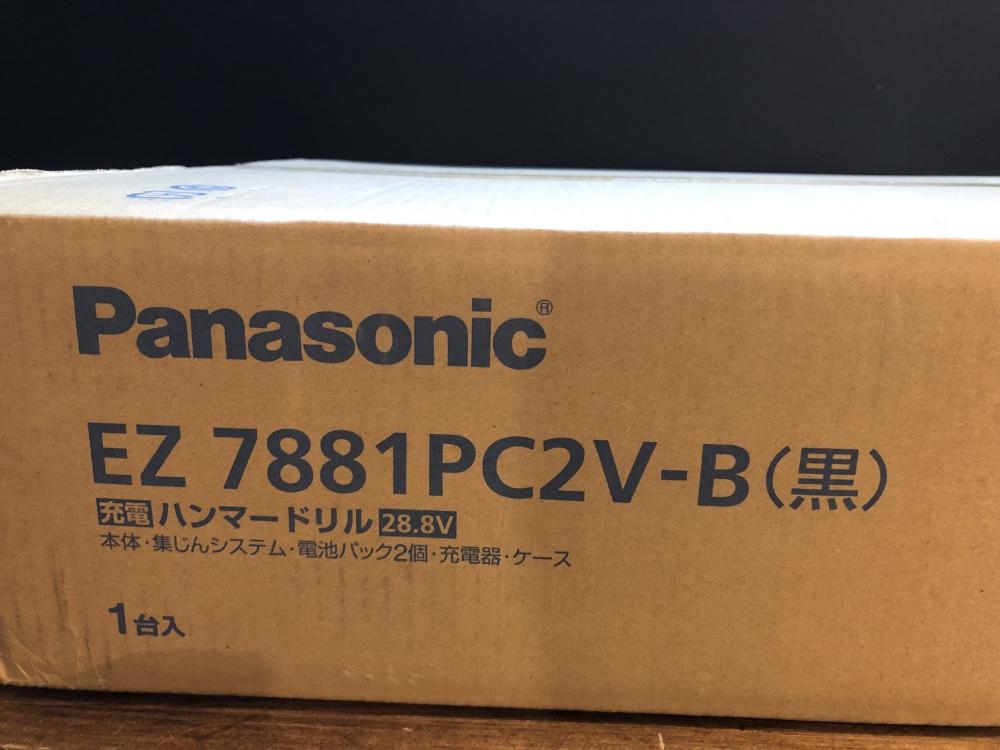 Panasonic®
EZ 7881PC2V-B(黒)
充電 ハンマードリル 28.8V
本体・集じんシステム・電池パック2個・充電器・ケース
1台入